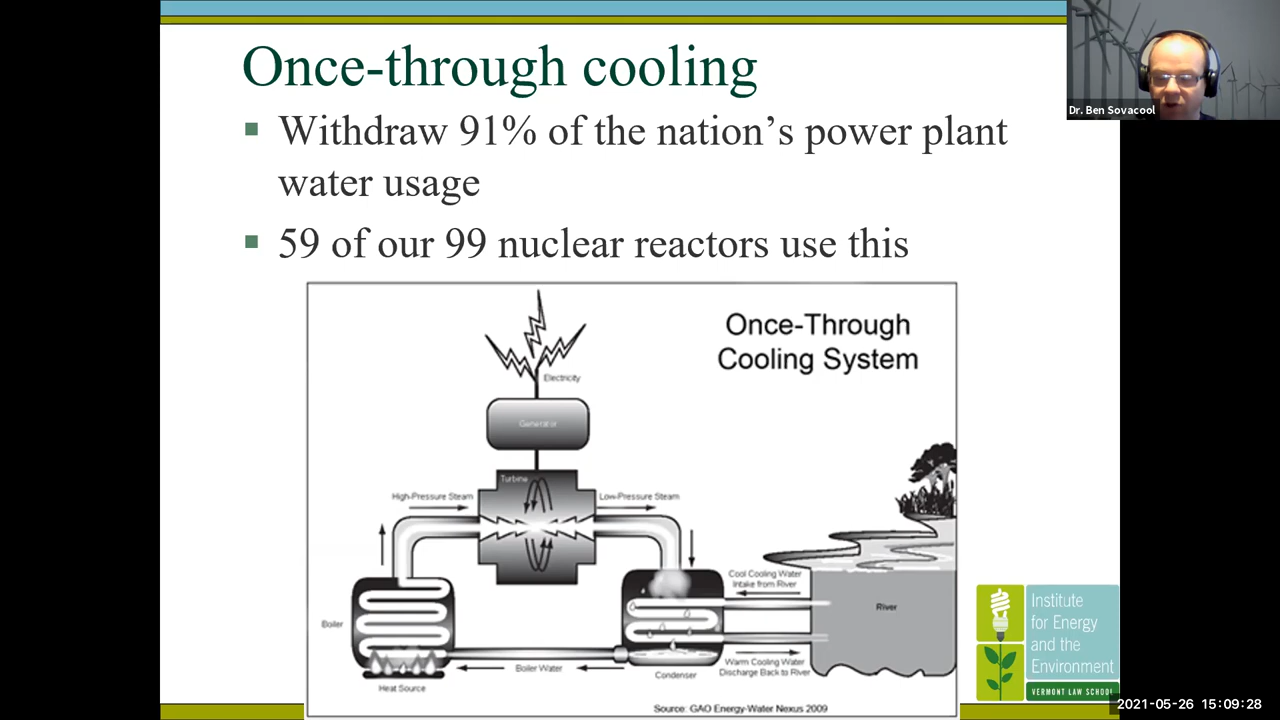 Once-through cooling
Dr. Ben Sovacool
▪ Withdraw 91% of the nation's power plant
water usage
▪ 59 of our 99 nuclear reactors use this
Once-Through
Cooling System
Electricity
Generator
Turbine
High-Pressure Steam
Low-Pressure Steam
Cool Cooling Water
Intake from River
River
Boiler
Boiler Water
Warm Cooling Water
Discharge Back to River
Condenser
Heat Source
Source: GAO Energy-Water Nexus 2009
Institute
for Energy
and the
Environment
VERMONT LAW SCHOOL
2021-05-26 15:09:28